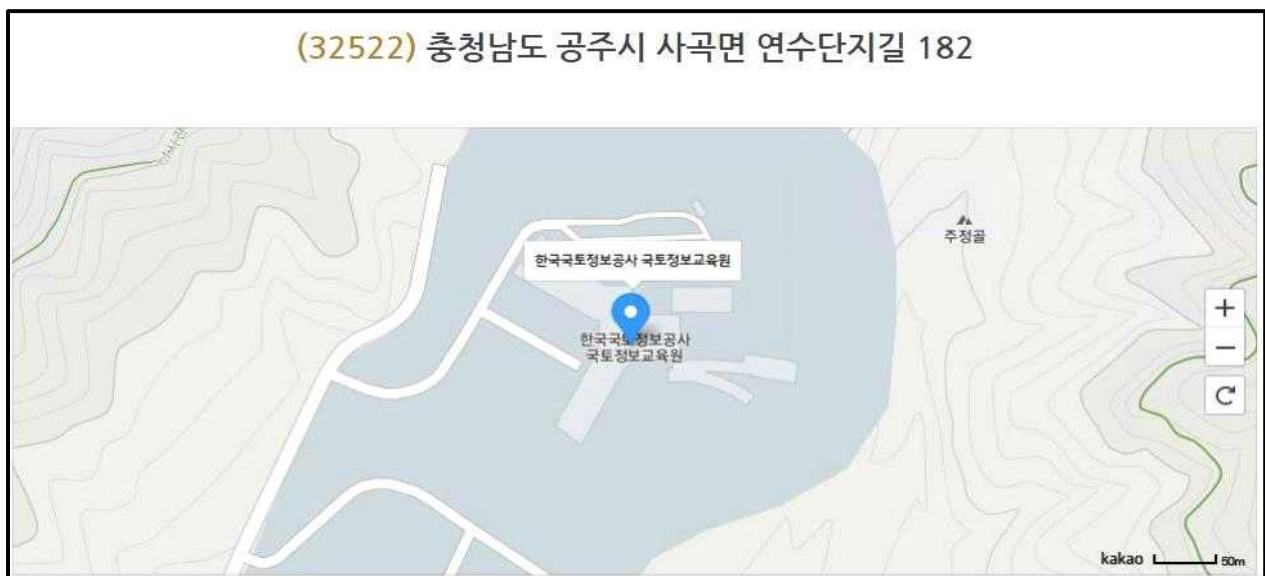 (32522) 충청남도 공주시 사곡면 연수단지길 182
주정골
한국국토정보공사 국토정보교육원
한국국토정보공사
국토정보교육원
+
−
kakao 50m